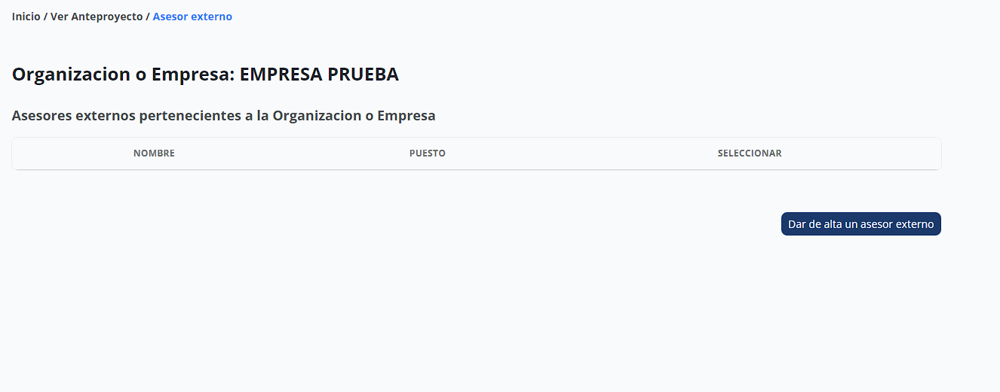 Inicio / Ver Anteproyecto / Asesor externo
Organizacion o Empresa: EMPRESA PRUEBA
Asesores externos pertenecientes a la Organizacion o Empresa
NOMBRE PUESTO SELECCIONAR
Dar de alta un asesor externo